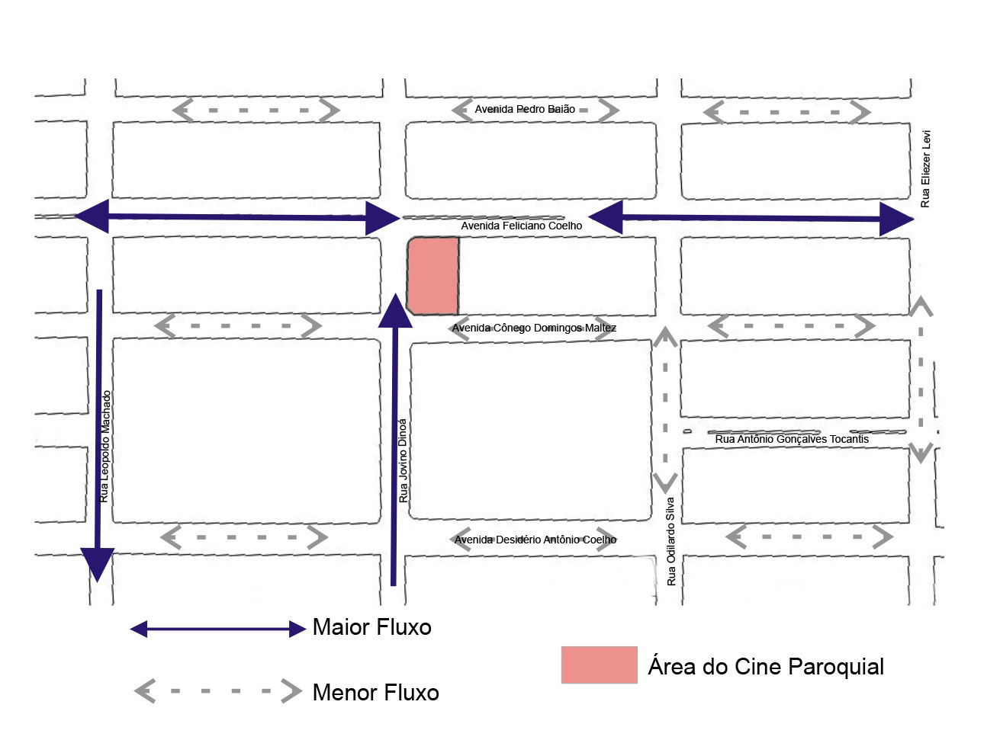 Avenida Pedro Baião
Rua Eliezer Levi
Avenida Feliciano Coelho
Avenida Cônego Domingos Maltez
Rua Leopoldo Machado
Rua Jovino Dinoá
Rua Antônio Gonçalves Tocantis
Rua Odilardo Silva
Avenida Desidério Antônio Coelho
Maior Fluxo
Área do Cine Paroquial
Menor Fluxo